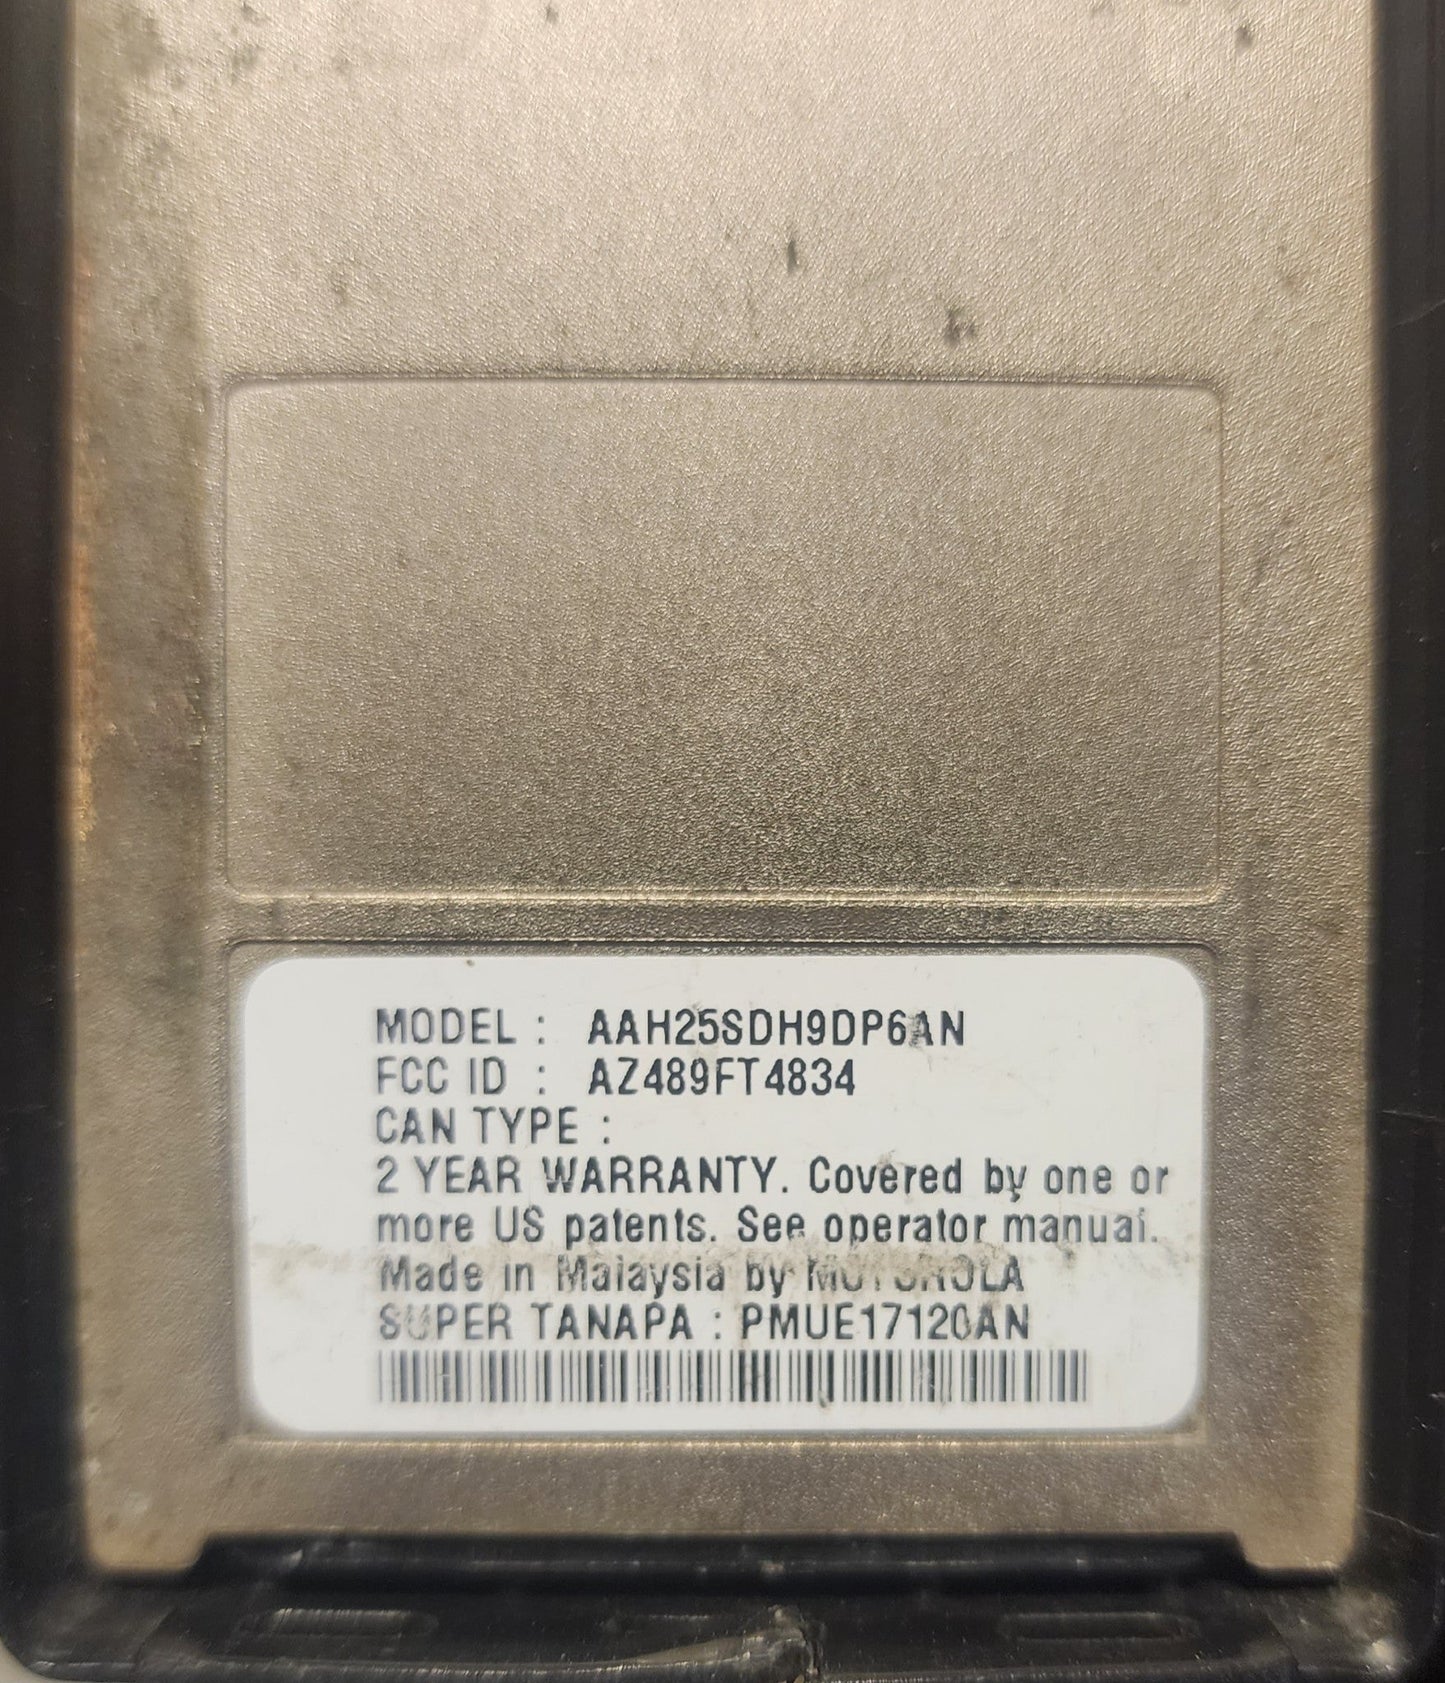 MODEL : AAH25SDH9DP6AN
FCC ID : AZ489FT4834
CAN TYPE :
2 YEAR WARRANTY. Covered by one or
more US patents. See operator manual.
Made in Malaysia by MOTOROLA
SUPER TANAPA : PMUE17120AN